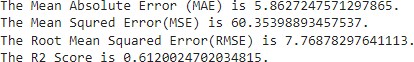 The Mean Absolute Error (MAE) is 5.8627247571297865.
The Mean Squred Error(MSE) is 60.35398893457537.
The Root Mean Squared Error(RMSE) is 7.76878297641113.
The R2 Score is 0.6120024702034815.